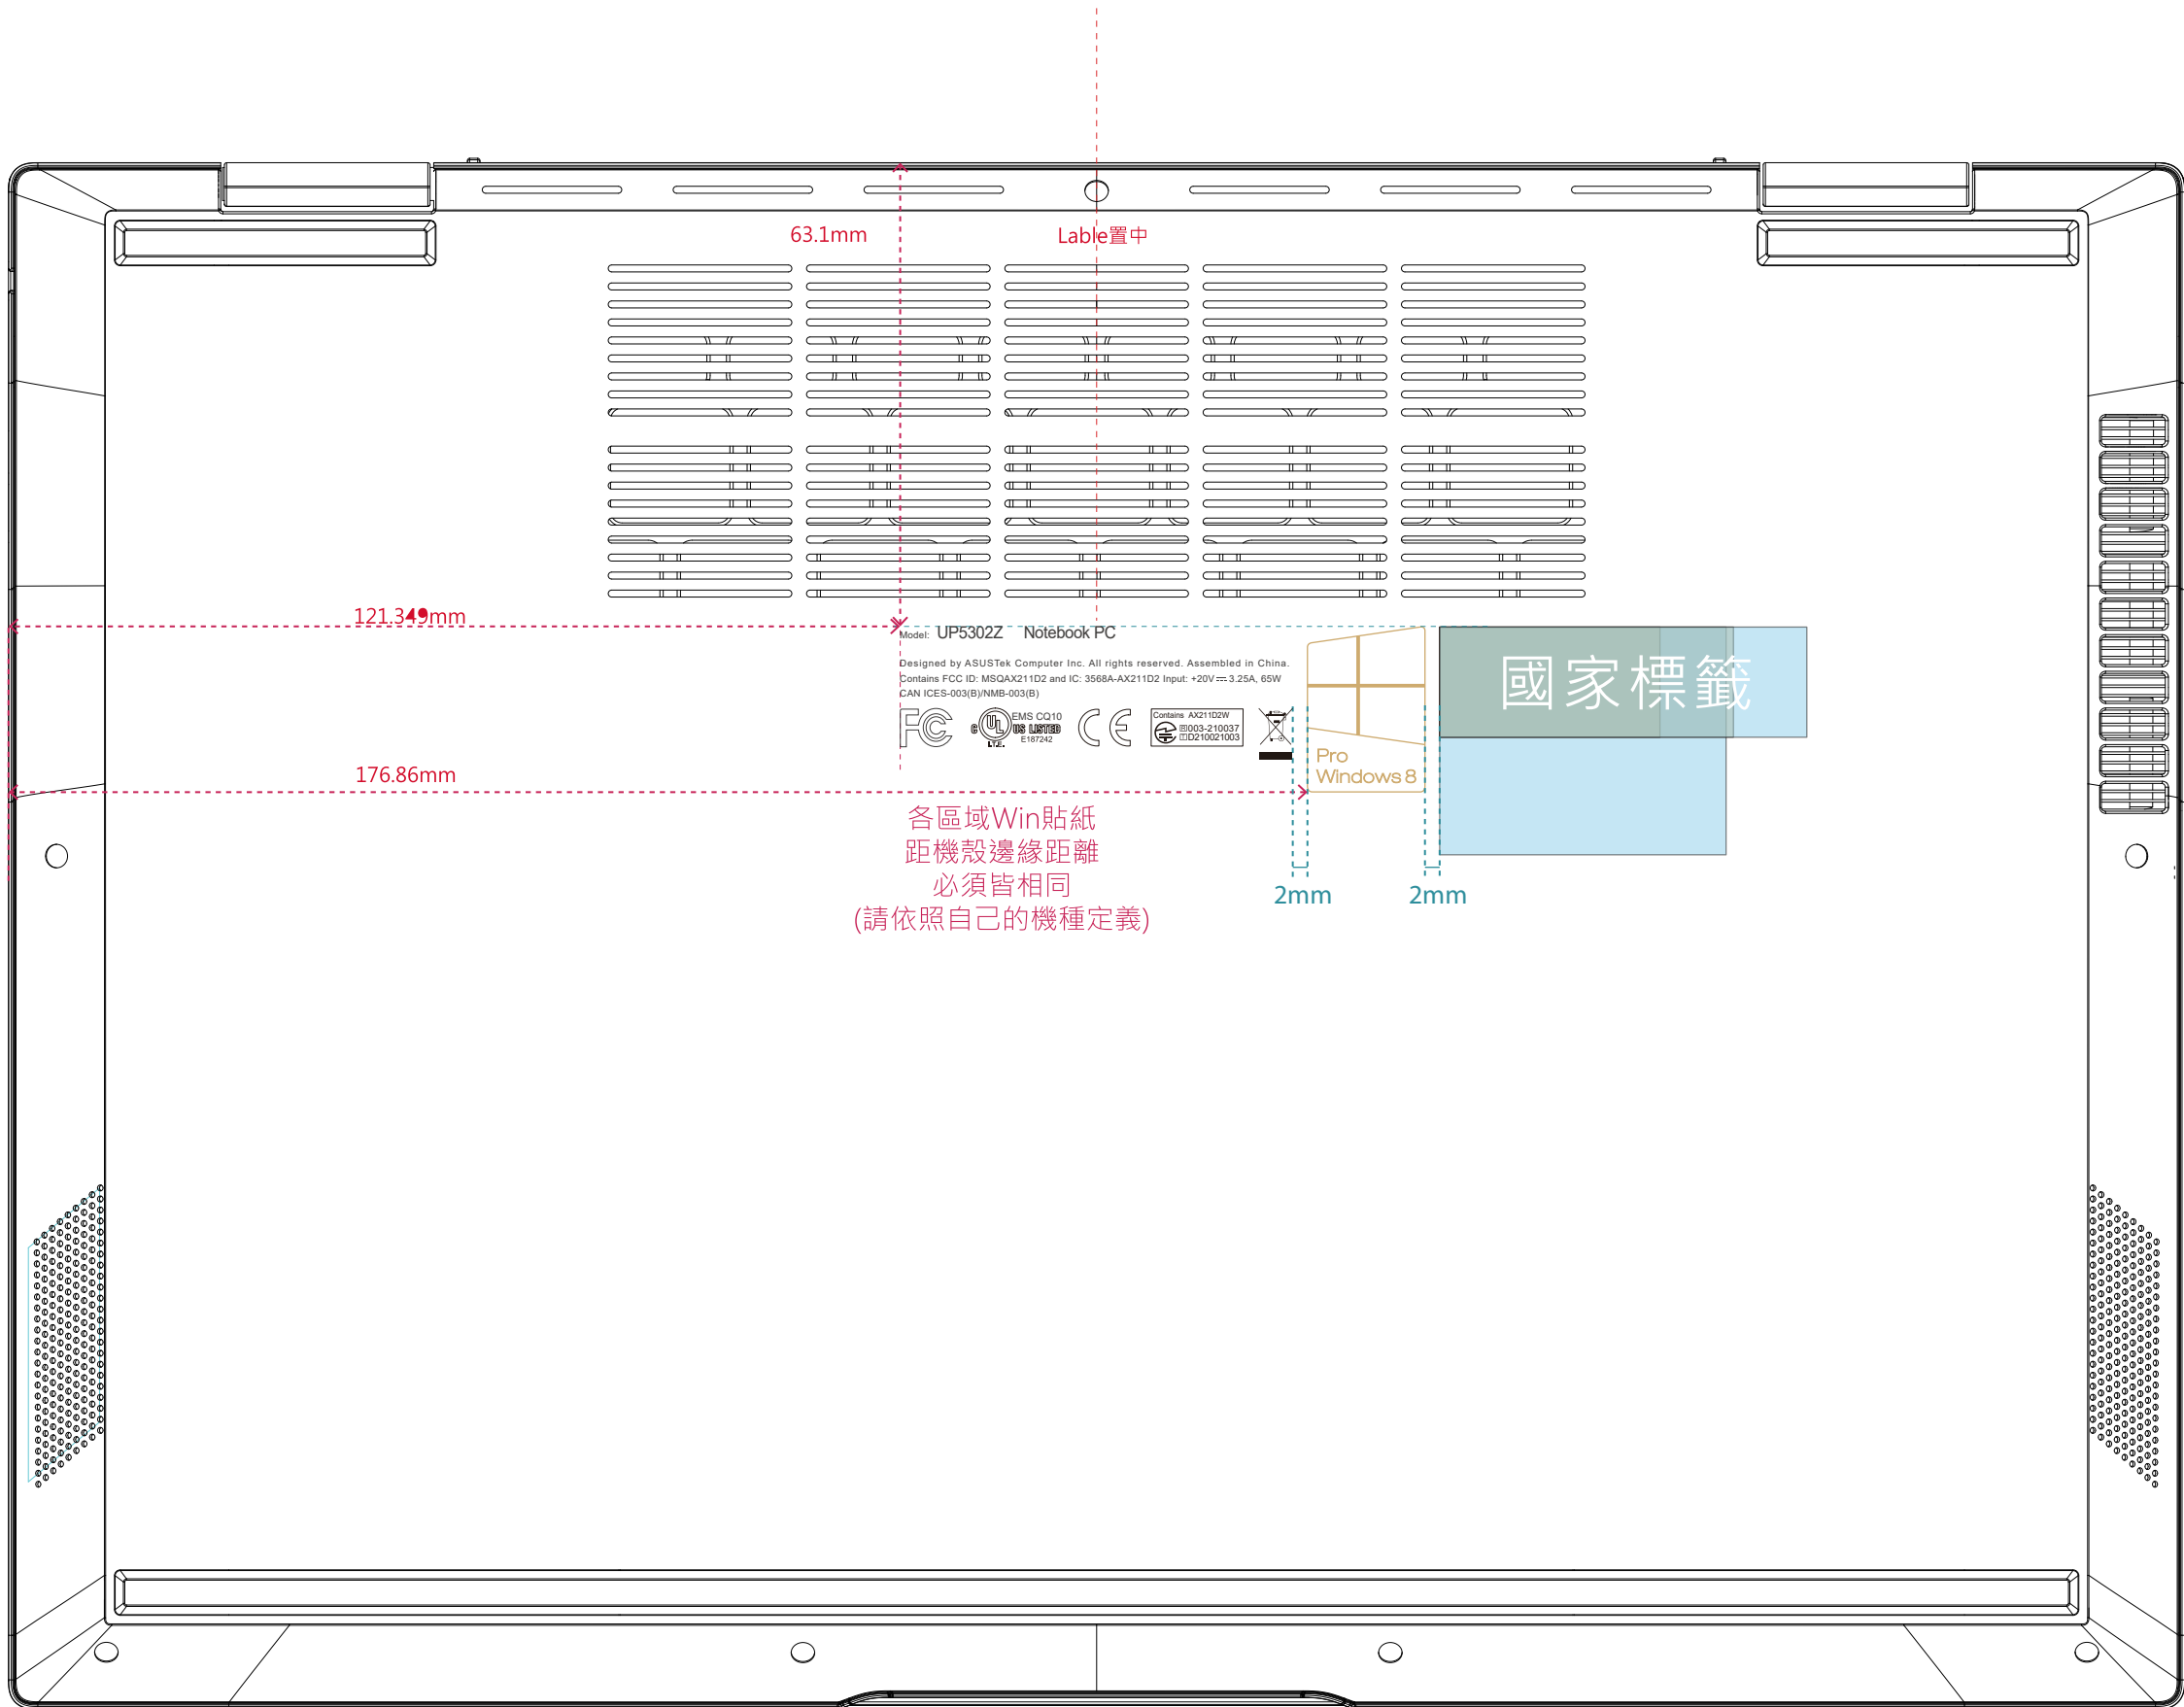 63.1mm
Lable置中
121.349mm
Model: UP5302Z Notebook PC
Designed by ASUSTek Computer Inc. All rights reserved. Assembled in China.
Contains FCC ID: MSQAX211D2 and IC: 3568A-AX211D2 Input: +20V⎓3.25A, 65W
CAN ICES-003(B)/NMB-003(B)
FC
C UL US LISTED
I.T.E.
EMS CQ10
E187242
CE
Contains AX211D2W
R 003-210037
T D210021003
Pro
Windows 8
國家標籤
176.86mm
各區域Win貼紙
距機殼邊緣距離
必須皆相同
(請依照自己的機種定義)
2mm
2mm